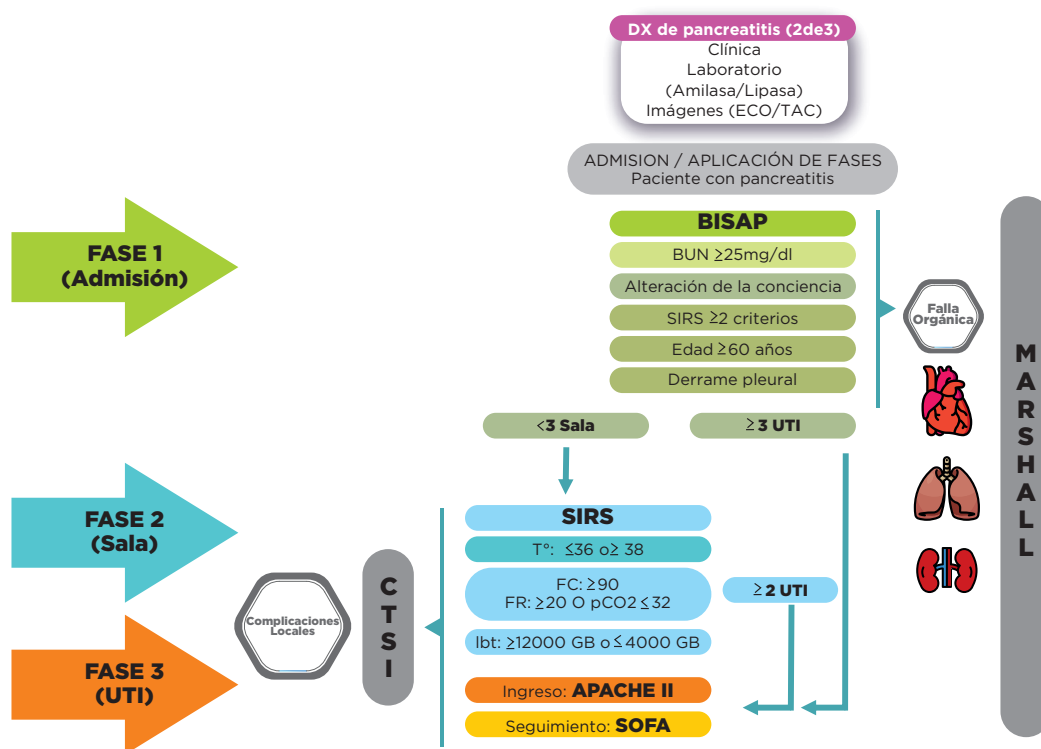 DX de pancreatitis (2de3)
Clínica
Laboratorio
(Amilasa/Lipasa)
Imágenes (ECO/TAC)
ADMISION / APLICACIÓN DE FASES
Paciente con pancreatitis
FASE 1
(Admisión)
BISAP
BUN ≥25mg/dl
Alteración de la conciencia
SIRS ≥2 criterios
Edad ≥60 años
Derrame pleural
Falla
Orgánica
MARSHALL
<3 Sala
≥ 3 UTI
FASE 2
(Sala)
SIRS
T°: ≤36 o≥ 38
FC: ≥90
FR: ≥20 O pCO2 ≤32
lbt: ≥12000 GB o ≤4000 GB
≥ 2 UTI
Complicaciones
Locales
CTSI
FASE 3
(UTI)
Ingreso: APACHE II
Seguimiento: SOFA